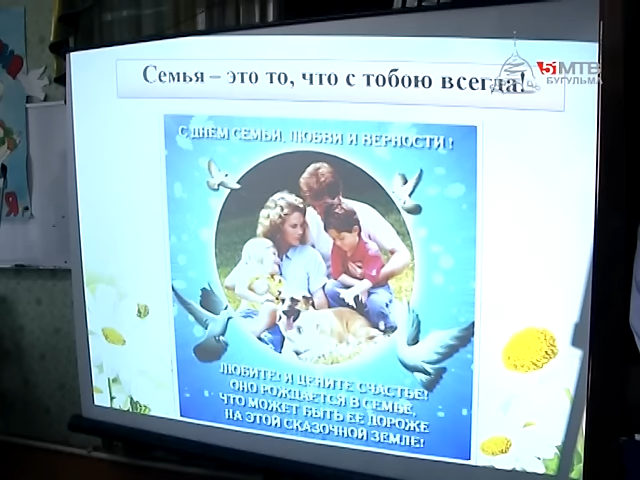 Семья – это то, что с тобою всегда!
5i МТВ
БУГУЛЬМА
С ДНЕМ СЕМЬИ, ЛЮБВИ И ВЕРНОСТИ!
ЛЮБИТЕ! И ЦЕНИТЕ СЧАСТЬЕ!
ОНО РОЖДАЕТСЯ В СЕМЬЕ,
ЧТО МОЖЕТ БЫТЬ ЕЕ ДОРОЖЕ
НА ЭТОЙ СКАЗОЧНОЙ ЗЕМЛЕ!